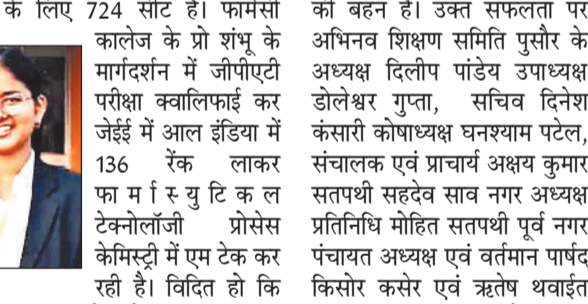 के लिए 724 सीट है। फार्मेसी
कालेज के प्रो शंभू के
मार्गदर्शन में जीपीएटी
परीक्षा क्वालिफाई कर
जेईई में आल इंडिया में
136 रेंक लाकर
फार्मास्युटिकल
टेक्नोलॉजी प्रोसेस
केमिस्ट्री में एम टेक कर
रही है। विदित हो कि
की बहन है। उक्त सफलता पर
अभिनव शिक्षण समिति पुसौर के
अध्यक्ष दिलीप पांडेय उपाध्यक्ष
डोलेश्वर गुप्ता, सचिव दिनेश
कंसारी कोषाध्यक्ष घनश्याम पटेल,
संचालक एवं प्राचार्य अक्षय कुमार
सतपथी सहदेव साव नगर अध्यक्ष
प्रतिनिधि मोहित सतपथी पूर्व नगर
पंचायत अध्यक्ष एवं वर्तमान पार्षद
किसोर कसेर एवं ऋतेष थवाईत